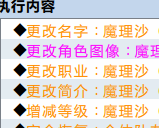 执行内容
◆更改名字：魔理沙
◆更改角色图像：魔理
◆更改职业：魔理沙
◆更改简介：魔理沙
◆增减等级：魔理沙